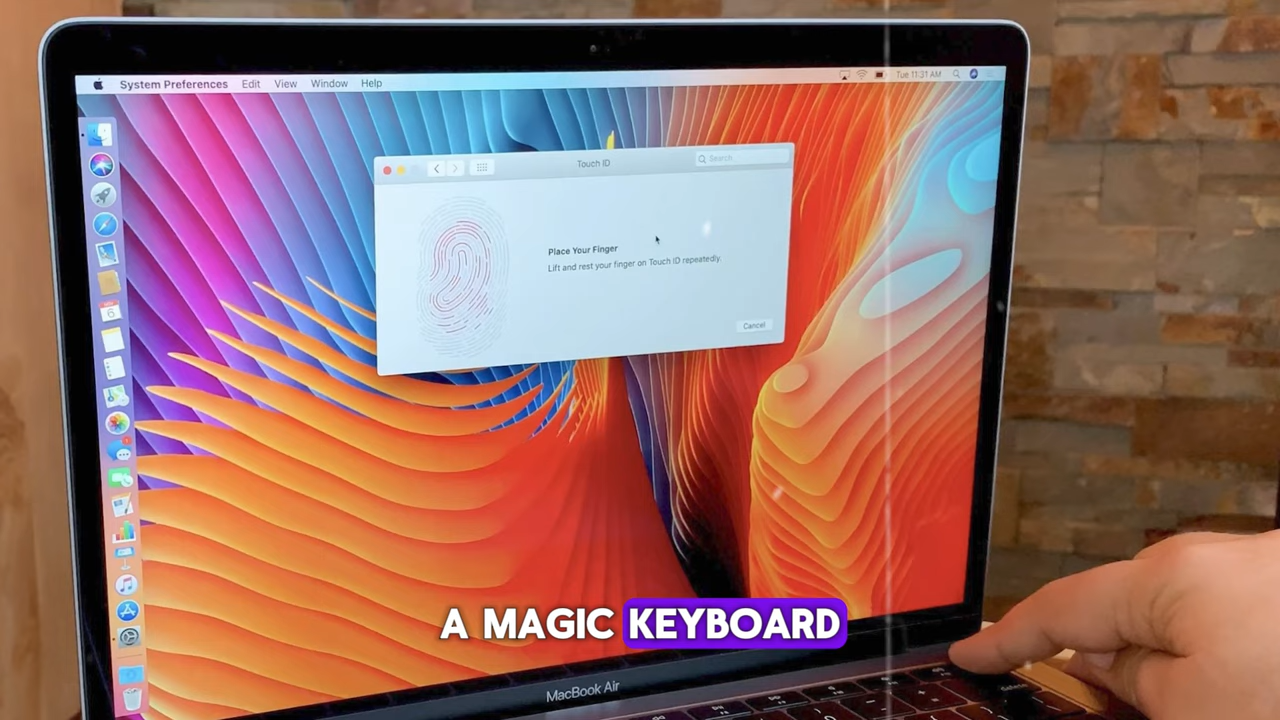 System Preferences Edit View Window Help Tue 11:31 AM
Touch ID
Search
Place Your Finger
Lift and rest your finger on Touch ID repeatedly.
Cancel
A MAGIC KEYBOARD
MacBook Air
delete